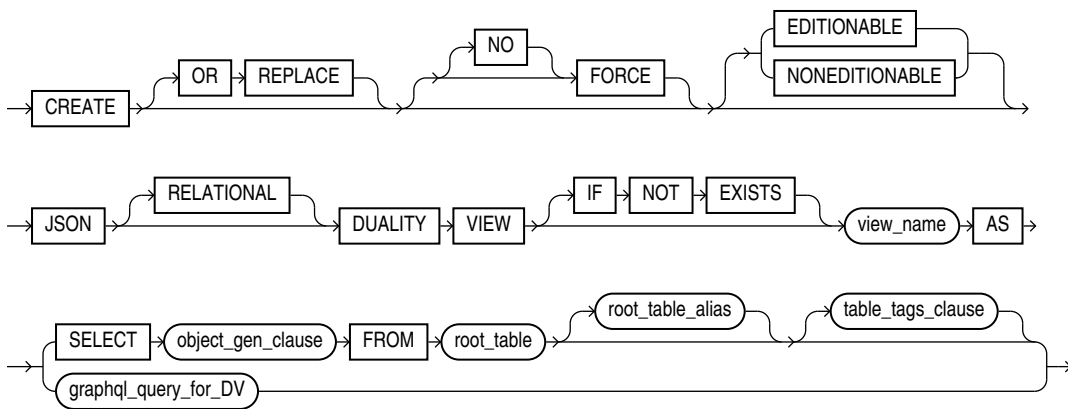 NO EDITIONABLE
OR REPLACE FORCE NONEDITIONABLE
CREATE
RELATIONAL IF NOT EXISTS
JSON DUALITY VIEW view_name AS
root_table_alias table_tags_clause
SELECT object_gen_clause FROM root_table
graphql_query_for_DV